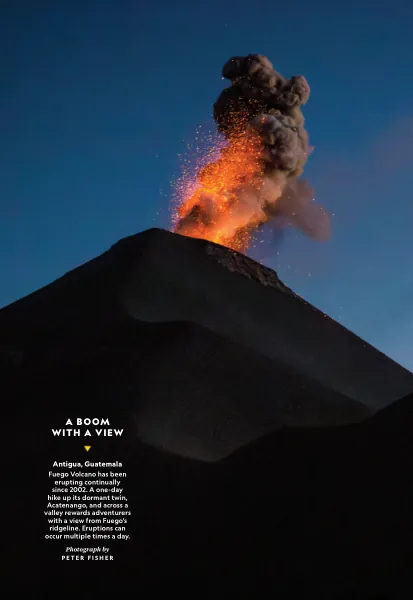 A BOOM
WITH A VIEW
Antigua, Guatemala
Fuego Volcano has been
erupting continually
since 2002. A one-day
hike up its dormant twin,
Acatenango, and across a
valley rewards adventurers
with a view from Fuego's
ridgeline. Eruptions can
occur multiple times a day.
Photograph by
PETER FISHER